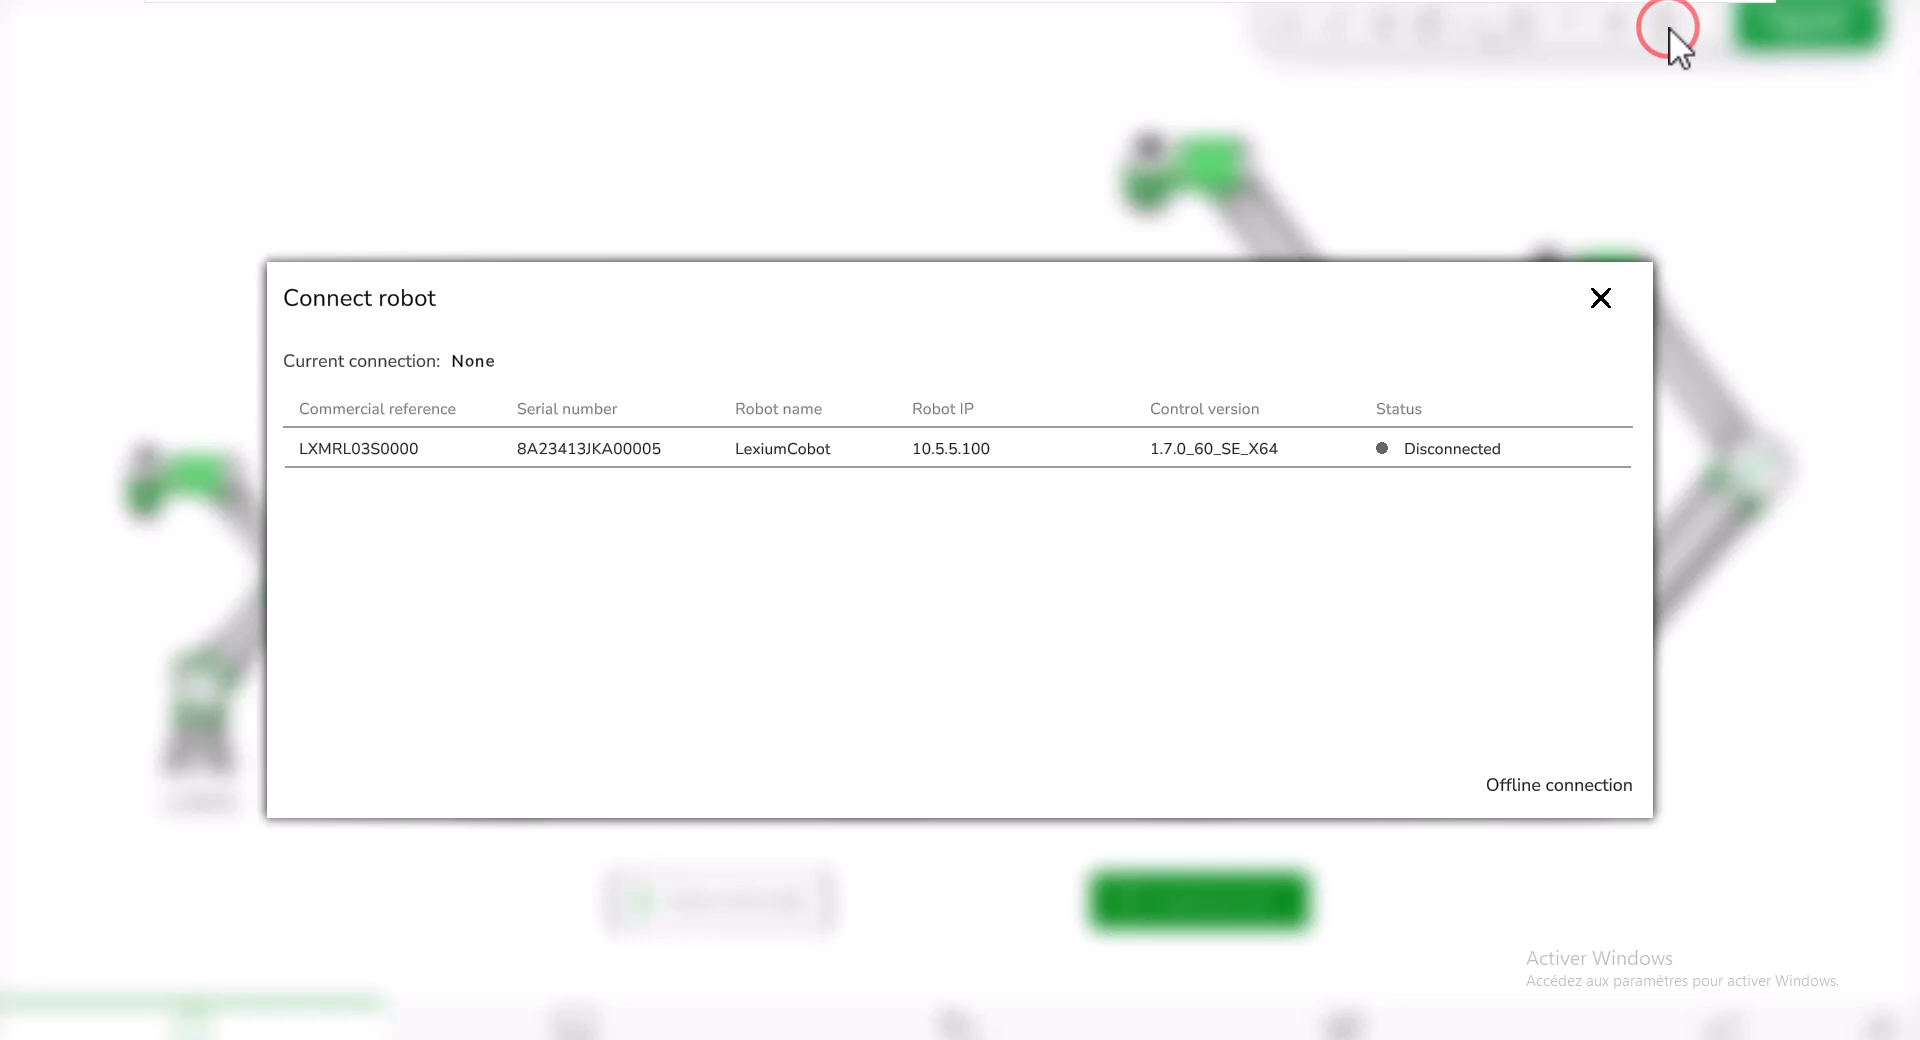 Connect robot
Current connection: None
Commercial reference Serial number Robot name Robot IP Control version Status
LXMRL03S0000 8A23413JKA00005 LexiumCobot 10.5.5.100 1.7.0_60_SE_X64 Disconnected
Offline connection
Activer Windows
Accédez aux paramètres pour activer Windows.